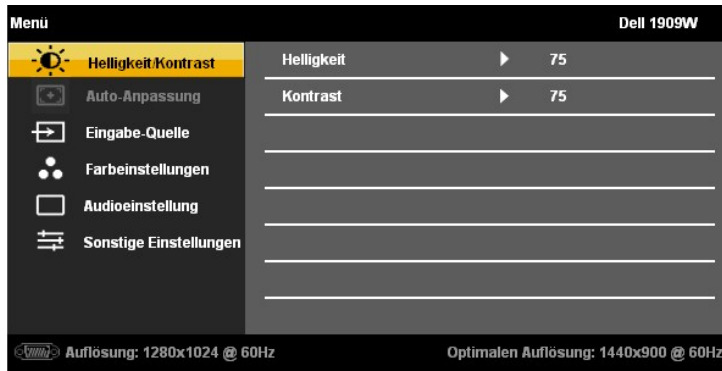 Menü Dell 1909W
Helligkeit/Kontrast Helligkeit 75
Auto-Anpassung Kontrast 75
Eingabe-Quelle
Farbeinstellungen
Audioeinstellung
Sonstige Einstellungen
Auflösung: 1280x1024 @ 60Hz Optimalen Auflösung: 1440x900 @ 60Hz